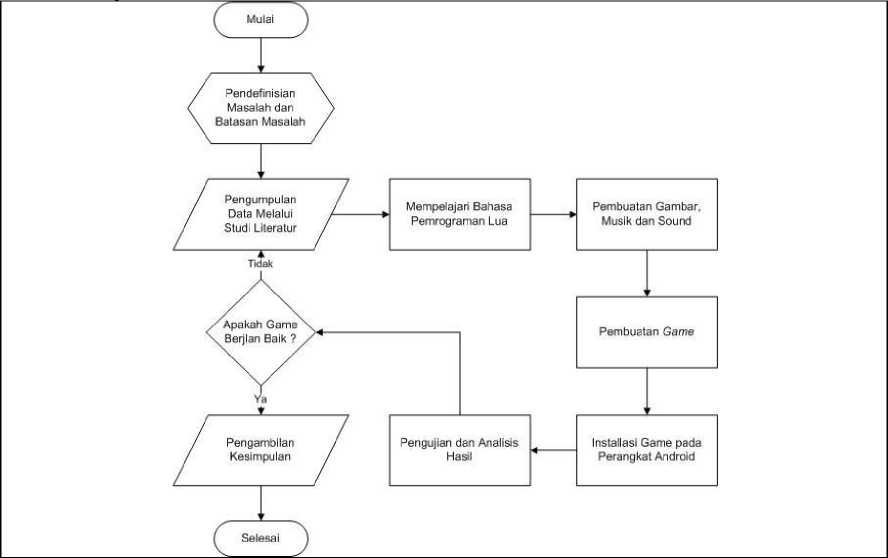 Mulai
Pendefinisian
Masalah dan
Batasan Masalah
Pengumpulan
Data Melalui
Studi Literatur
Mempelajari Bahasa
Pemrograman Lua
Pembuatan Gambar,
Musik dan Sound
Pembuatan Game
Installasi Game pada
Perangkat Android
Pengujian dan Analisis
Hasil
Tidak
Apakah Game
Berjlan Baik ?
Ya
Pengambilan
Kesimpulan
Selesai